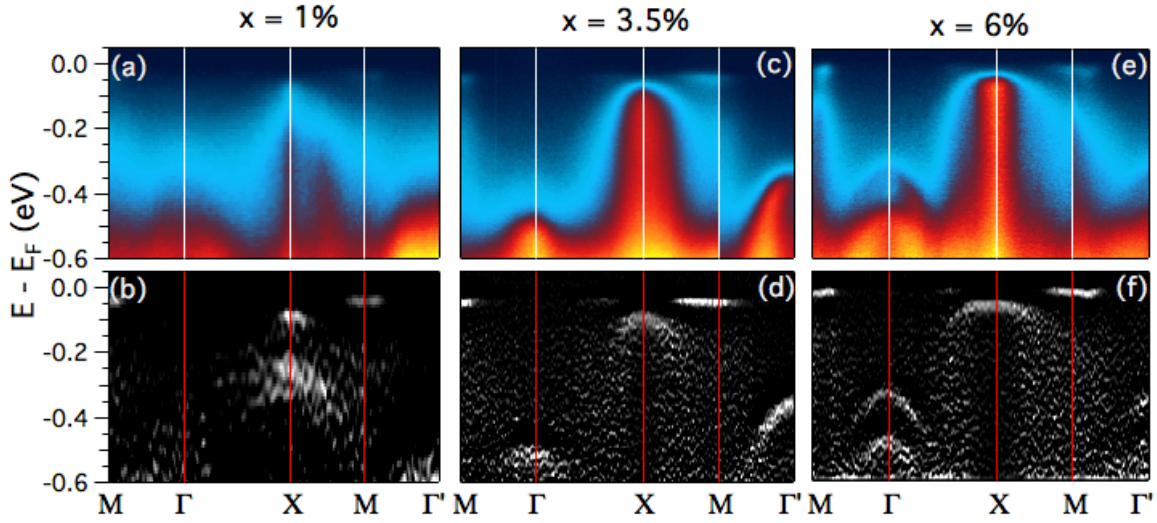 x = 1%
x = 3.5%
x = 6%
(a)
(c)
(e)
0.0
-0.2
-0.4
-0.6
E - E_F (eV)
(b)
(d)
(f)
0.0
-0.2
-0.4
-0.6
M Γ X M Γ X M Γ' Γ X M Γ'